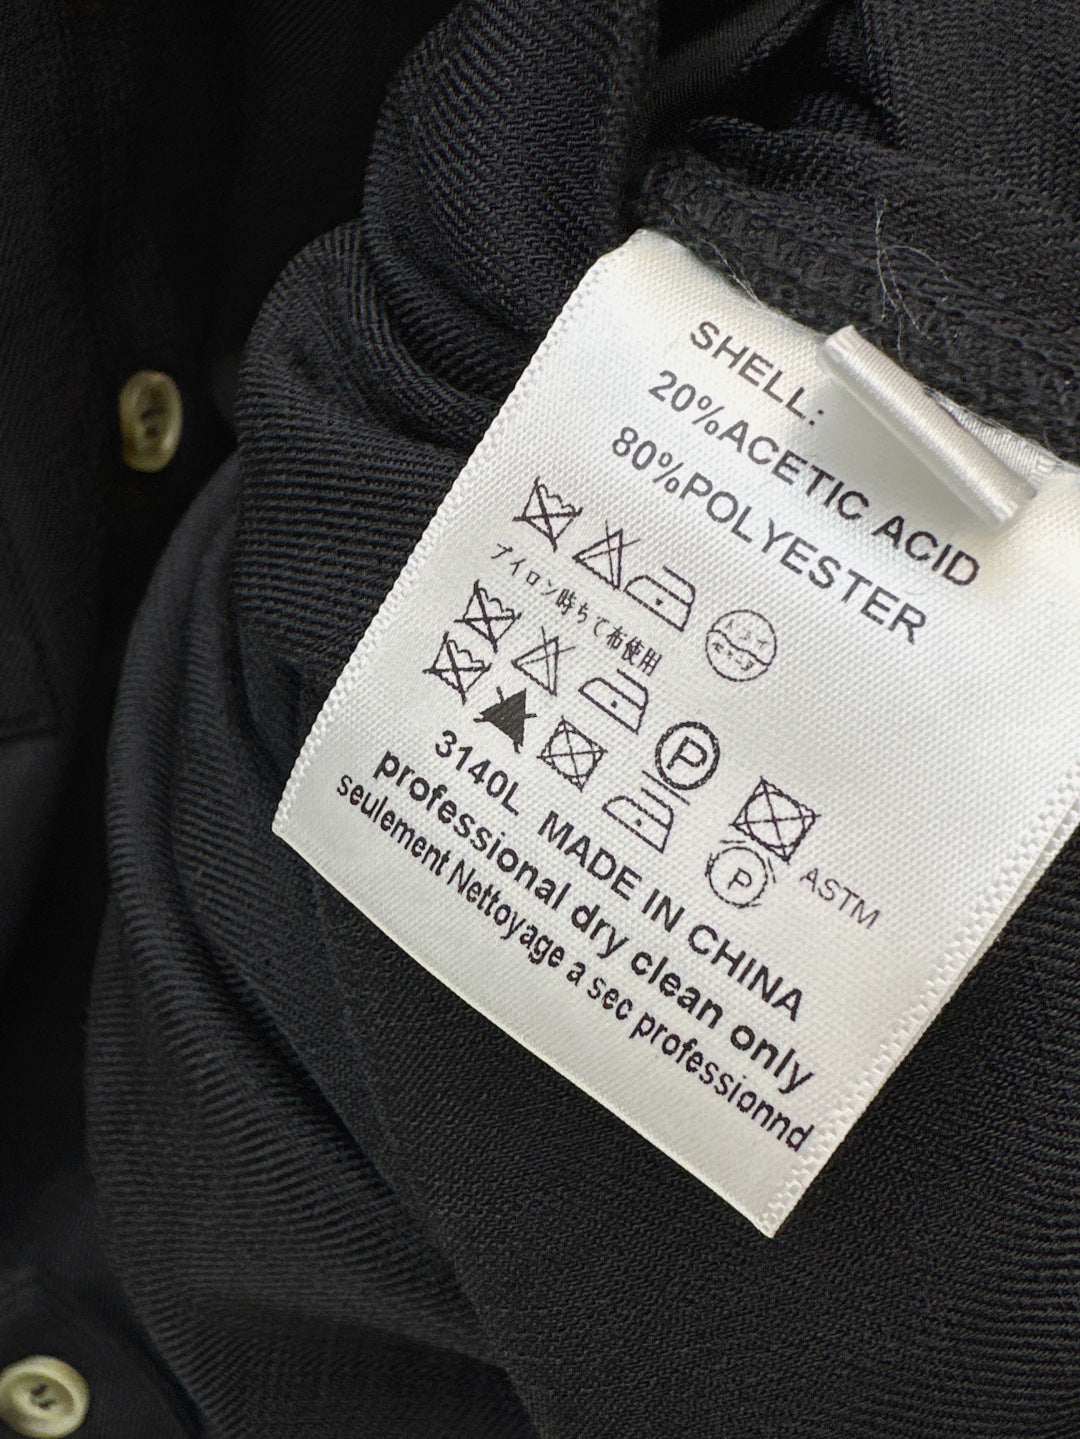 SHELL:
20%ACETIC ACID
80%POLYESTER
アイロン時あて布使用
P
P
ASTM
3140L MADE IN CHINA
professional dry clean only
seulement Nettoyage a sec professionnd